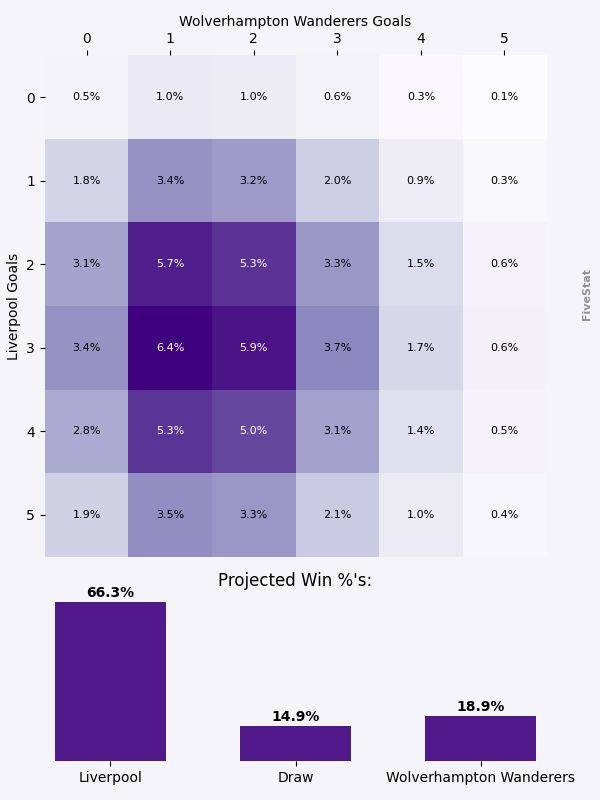 Wolverhampton Wanderers Goals
0 1 2 3 4 5
0 0.5% 1.0% 1.0% 0.6% 0.3% 0.1%
1 1.8% 3.4% 3.2% 2.0% 0.9% 0.3%
2 3.1% 5.7% 5.3% 3.3% 1.5% 0.6%
3 3.4% 6.4% 5.9% 3.7% 1.7% 0.6%
4 2.8% 5.3% 5.0% 3.1% 1.4% 0.5%
5 1.9% 3.5% 3.3% 2.1% 1.0% 0.4%
Liverpool Goals
FiveStat
Projected Win %'s:
66.3% 14.9% 18.9%
Liverpool Draw Wolverhampton Wanderers